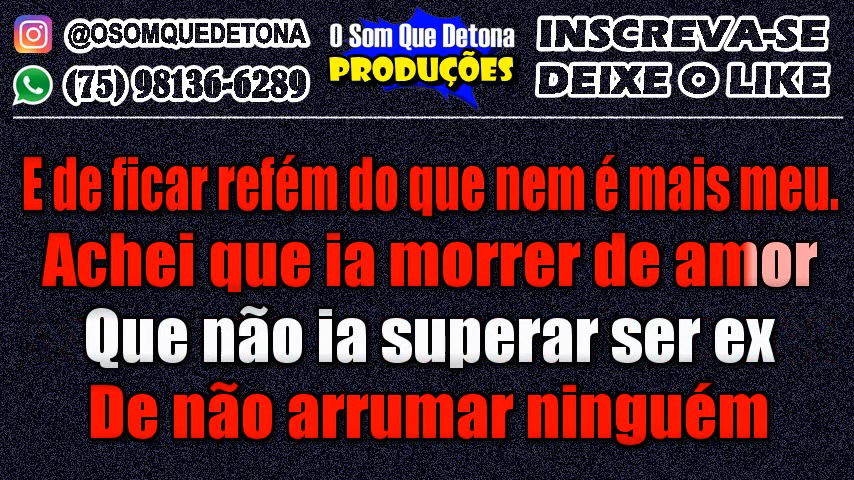 @OSOMQUEDETONA
(75) 98136-6289
O Som Que Detona
PRODUÇÕES
INSCREVA-SE
DEIXE O LIKE
E de ficar refém do que nem é mais meu.
Achei que ia morrer de amor
Que não ia superar ser ex
De não arrumar ninguém